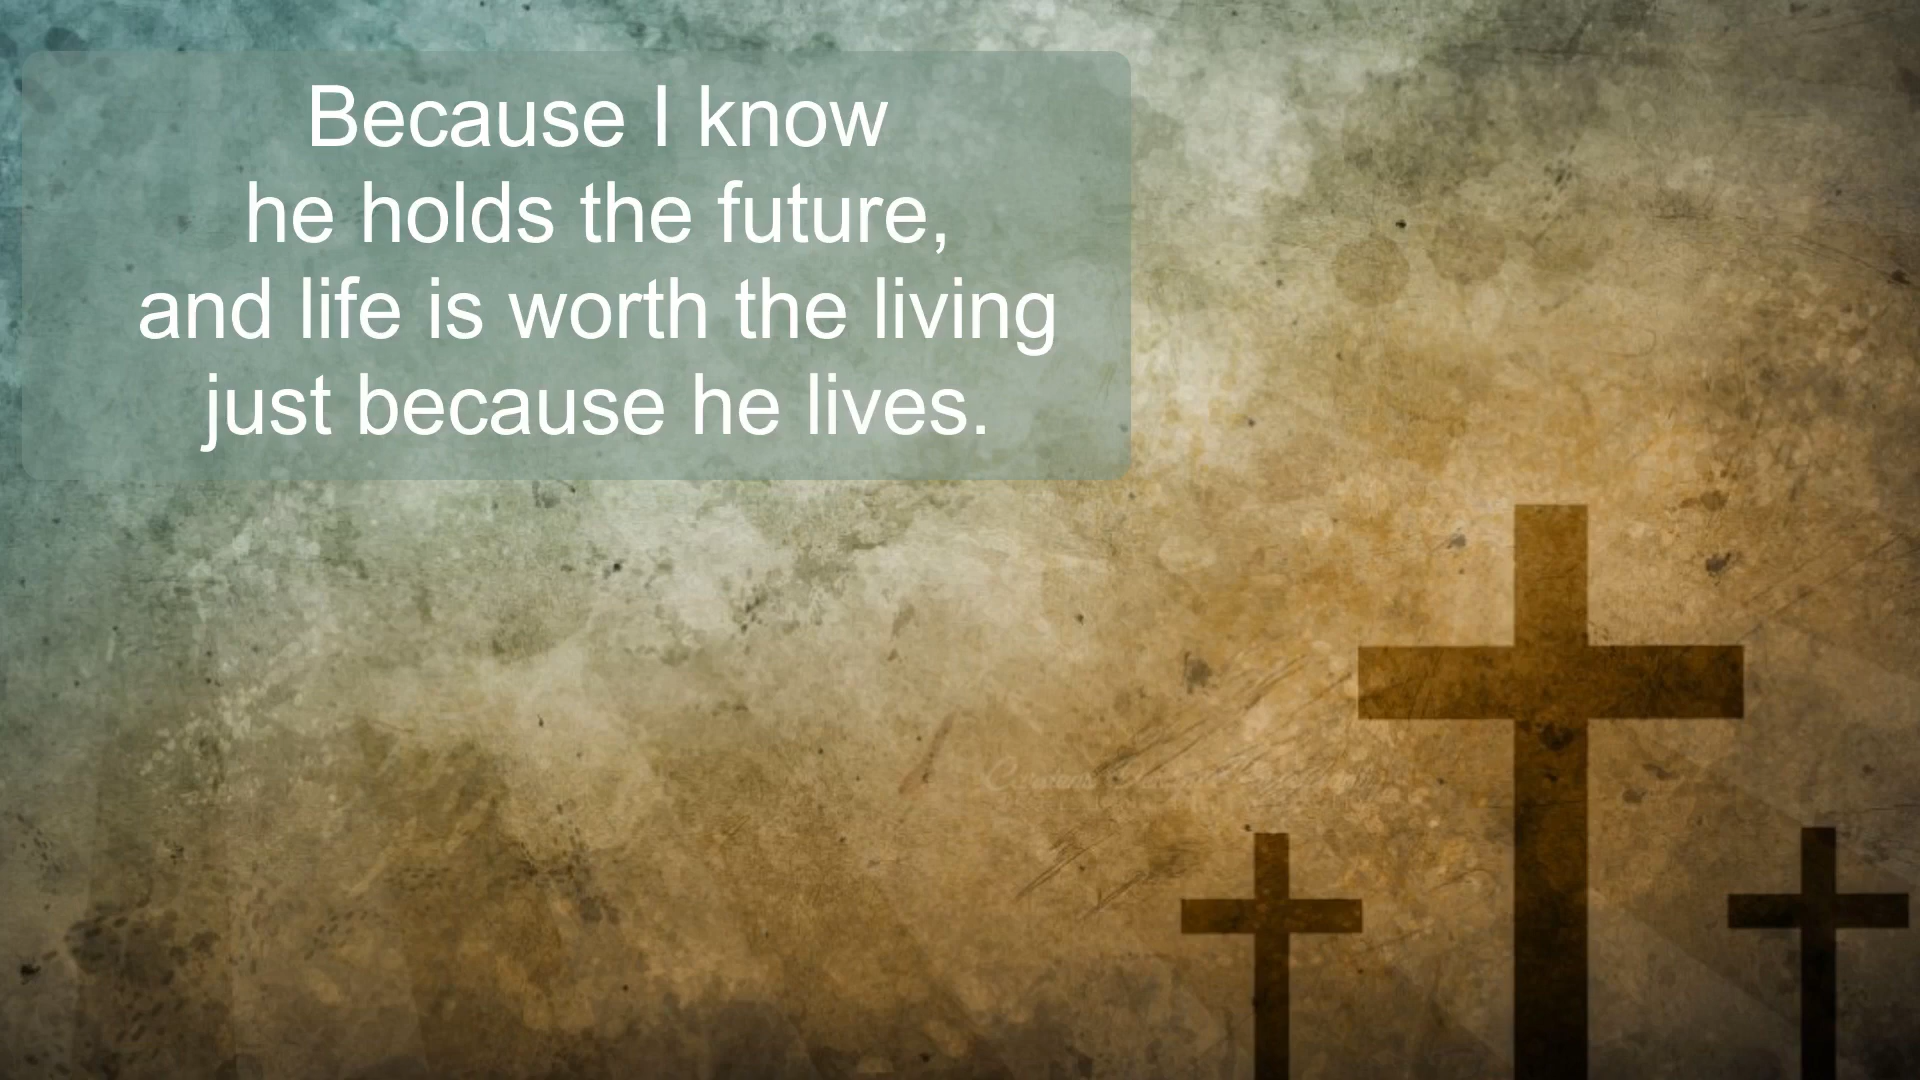 Because I know
he holds the future,
and life is worth the living
just because he lives.